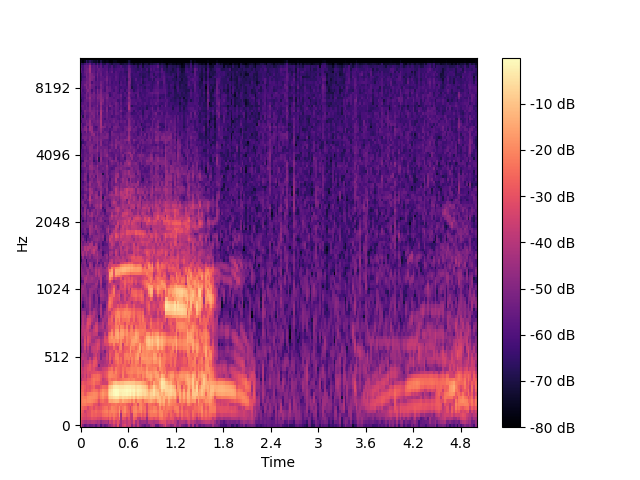 8192
4096
2048
1024
512
0
Hz
0 0.6 1.2 1.8 2.4 3 3.6 4.2 4.8
Time
-10 dB
-20 dB
-30 dB
-40 dB
-50 dB
-60 dB
-70 dB
-80 dB